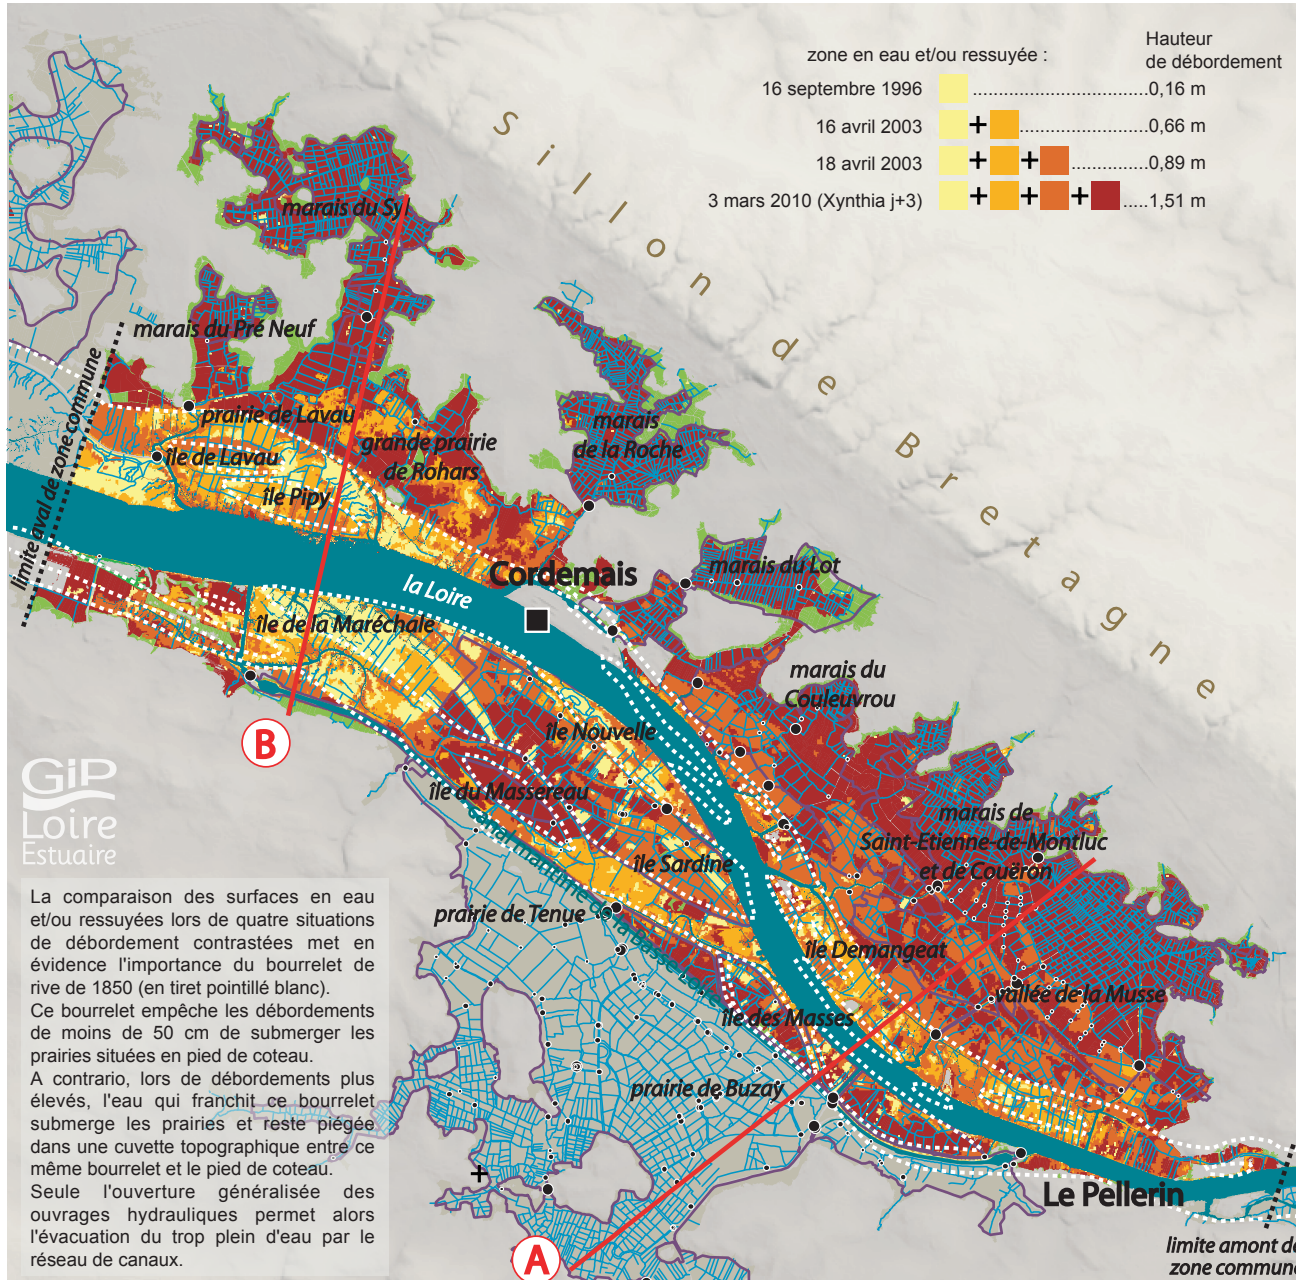 zone en eau et/ou ressuyée :
Hauteur
de débordement
16 septembre 1996 ..................................0,16 m
16 avril 2003 + .........................0,66 m
18 avril 2003 + + ...............0,89 m
3 mars 2010 (Xynthia j+3) + + + .....1,51 m
Sillon de Bretagne
marais du Syl
marais du Pré Neuf
limite aval de zone commune
prairie de Lavau
île de Lavau
île Pipy
grande prairie
de Rohars
marais
de la Roche
la Loire
Cordemais
marais du Lot
île de la Maréchale
marais du
Couleuvrou
B
île Nouvelle
île du Massereau
canal maritime de la Basse Loire
marais de
Saint-Etienne-de-Montluc
et de Couëron
île Sardine
prairie de Tenue
île Demangeat
vallée de la Musse
île des Masses
prairie de Buzay
Le Pellerin
A
limite amont de
zone commune
GIP
Loire
Estuaire
La comparaison des surfaces en eau
et/ou ressuyées lors de quatre situations
de débordement contrastées met en
évidence l'importance du bourrelet de
rive de 1850 (en tiret pointillé blanc).
Ce bourrelet empêche les débordements
de moins de 50 cm de submerger les
prairies situées en pied de coteau.
A contrario, lors de débordements plus
élevés, l'eau qui franchit ce bourrelet
submerge les prairies et reste piégée
dans une cuvette topographique entre ce
même bourrelet et le pied de coteau.
Seule l'ouverture généralisée des
ouvrages hydrauliques permet alors
l'évacuation du trop plein d'eau par le
réseau de canaux.